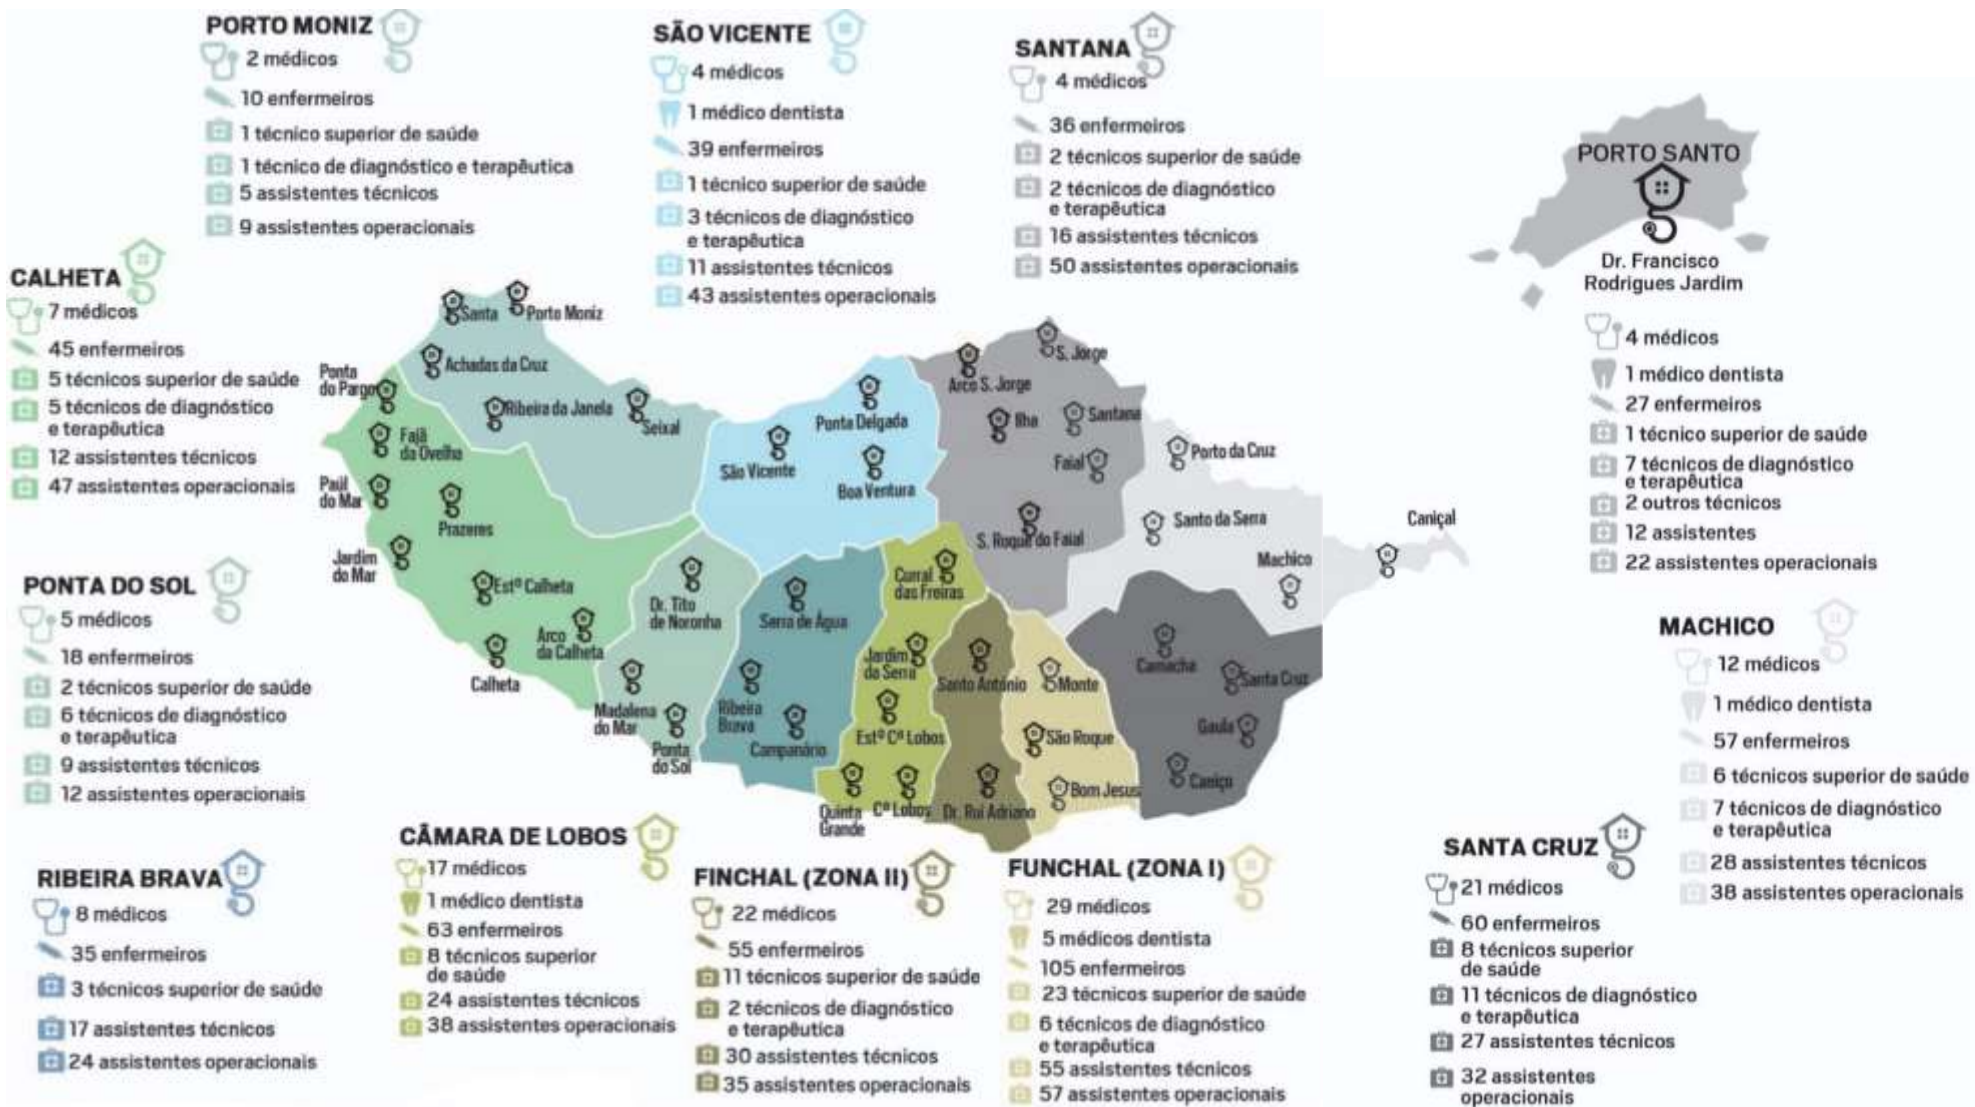 PORTO MONIZ
2 médicos
10 enfermeiros
1 técnico superior de saúde
1 técnico de diagnóstico e terapêutica
5 assistentes técnicos
9 assistentes operacionais
SÃO VICENTE
4 médicos
1 médico dentista
39 enfermeiros
1 técnico superior de saúde
3 técnicos de diagnóstico
e terapêutica
11 assistentes técnicos
43 assistentes operacionais
SANTANA
4 médicos
36 enfermeiros
2 técnicos superior de saúde
2 técnicos de diagnóstico
e terapêutica
16 assistentes técnicos
50 assistentes operacionais
PORTO SANTO
Dr. Francisco
Rodrigues Jardim
4 médicos
1 médico dentista
27 enfermeiros
1 técnico superior de saúde
7 técnicos de diagnóstico
e terapêutica
2 outros técnicos
12 assistentes
22 assistentes operacionais
CALHETA
7 médicos
45 enfermeiros
5 técnicos superior de saúde
5 técnicos de diagnóstico
e terapêutica
12 assistentes técnicos
47 assistentes operacionais
Santa
Porto Moniz
Achadas da Cruz
Ribeira da Janela
Seixal
Ponta
do Pargo
Fajã
da Ovelha
Paúl
do Mar
Prazeres
Jardim
do Mar
Estº Calheta
Arco
da Calheta
Calheta
São Vicente
Ponta Delgada
Boa Ventura
Arco S. Jorge
S. Jorge
Ilha
Santana
Faial
S. Roque do Faial
Porto da Cruz
Santo da Serra
Machico
Caniçal
Dr. Tito
de Noronha
Madalena
do Mar
Ponta
do Sol
Serra de Água
Ribeira
Brava
Campanário
Curral
das Freiras
Jardim
da Serra
Estº Cª Lobos
Quinta
Grande
Cª Lobos
Santo António
Dr. Rui Adriano
Monte
São Roque
Bom Jesus
Camacha
Santa Cruz
Gaula
Caniço
PONTA DO SOL
5 médicos
18 enfermeiros
2 técnicos superior de saúde
6 técnicos de diagnóstico
e terapêutica
9 assistentes técnicos
12 assistentes operacionais
MACHICO
12 médicos
1 médico dentista
57 enfermeiros
6 técnicos superior de saúde
7 técnicos de diagnóstico
e terapêutica
28 assistentes técnicos
38 assistentes operacionais
RIBEIRA BRAVA
8 médicos
35 enfermeiros
3 técnicos superior de saúde
17 assistentes técnicos
24 assistentes operacionais
CÂMARA DE LOBOS
17 médicos
1 médico dentista
63 enfermeiros
8 técnicos superior
de saúde
24 assistentes técnicos
38 assistentes operacionais
FINCHAL (ZONA II)
22 médicos
55 enfermeiros
11 técnicos superior de saúde
2 técnicos de diagnóstico
e terapêutica
30 assistentes técnicos
35 assistentes operacionais
FUNCHAL (ZONA I)
29 médicos
5 médicos dentista
105 enfermeiros
23 técnicos superior de saúde
6 técnicos de diagnóstico
e terapêutica
55 assistentes técnicos
57 assistentes operacionais
SANTA CRUZ
21 médicos
60 enfermeiros
8 técnicos superior
de saúde
11 técnicos de diagnóstico
e terapêutica
27 assistentes técnicos
32 assistentes
operacionais